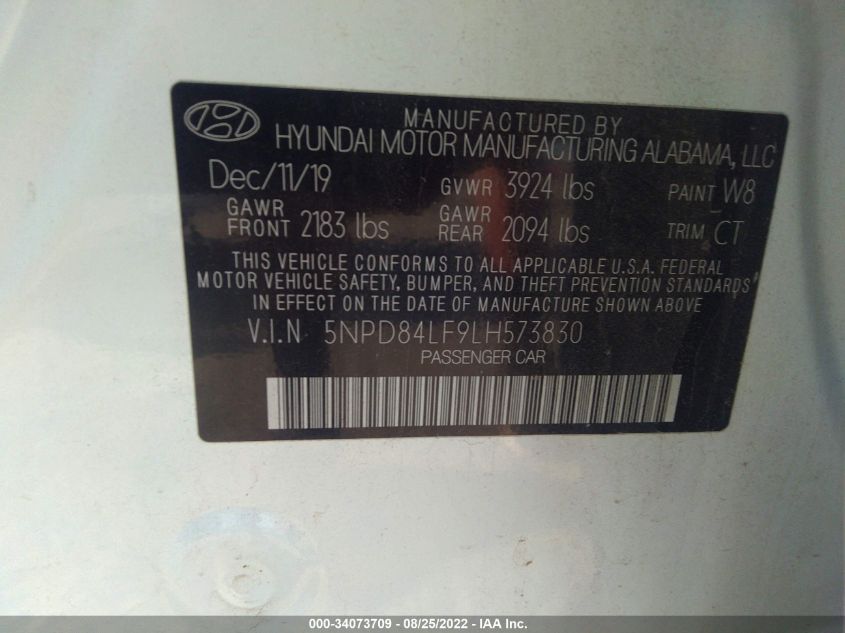 MANUFACTURED BY
HYUNDAI MOTOR MANUFACTURING ALABAMA, LLC
Dec/11/19 GVWR 3924 lbs PAINT W8
GAWR FRONT 2183 lbs GAWR REAR 2094 lbs TRIM CT
THIS VEHICLE CONFORMS TO ALL APPLICABLE U.S.A. FEDERAL
MOTOR VEHICLE SAFETY, BUMPER, AND THEFT PREVENTION STANDARDS
IN EFFECT ON THE DATE OF MANUFACTURE SHOWN ABOVE
V.I.N 5NPD84LF9LH573830
PASSENGER CAR
000-34073709 - 08/25/2022 - IAA Inc.